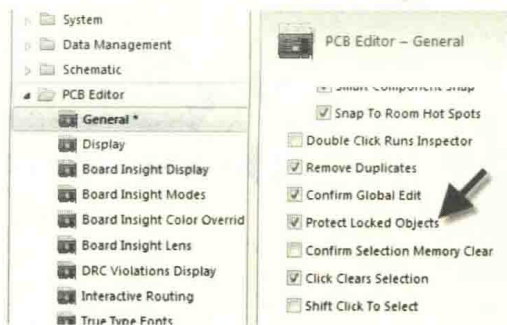 System
Data Management
Schematic
PCB Editor
General *
Display
Board Insight Display
Board Insight Modes
Board Insight Color Overrid
Board Insight Lens
DRC Violations Display
Interactive Routing
True Type Fonts
PCB Editor – General
Smart Component Snap
Snap To Room Hot Spots
Double Click Runs Inspector
Remove Duplicates
Confirm Global Edit
Protect Locked Objects
Confirm Selection Memory Clear
Click Clears Selection
Shift Click To Select